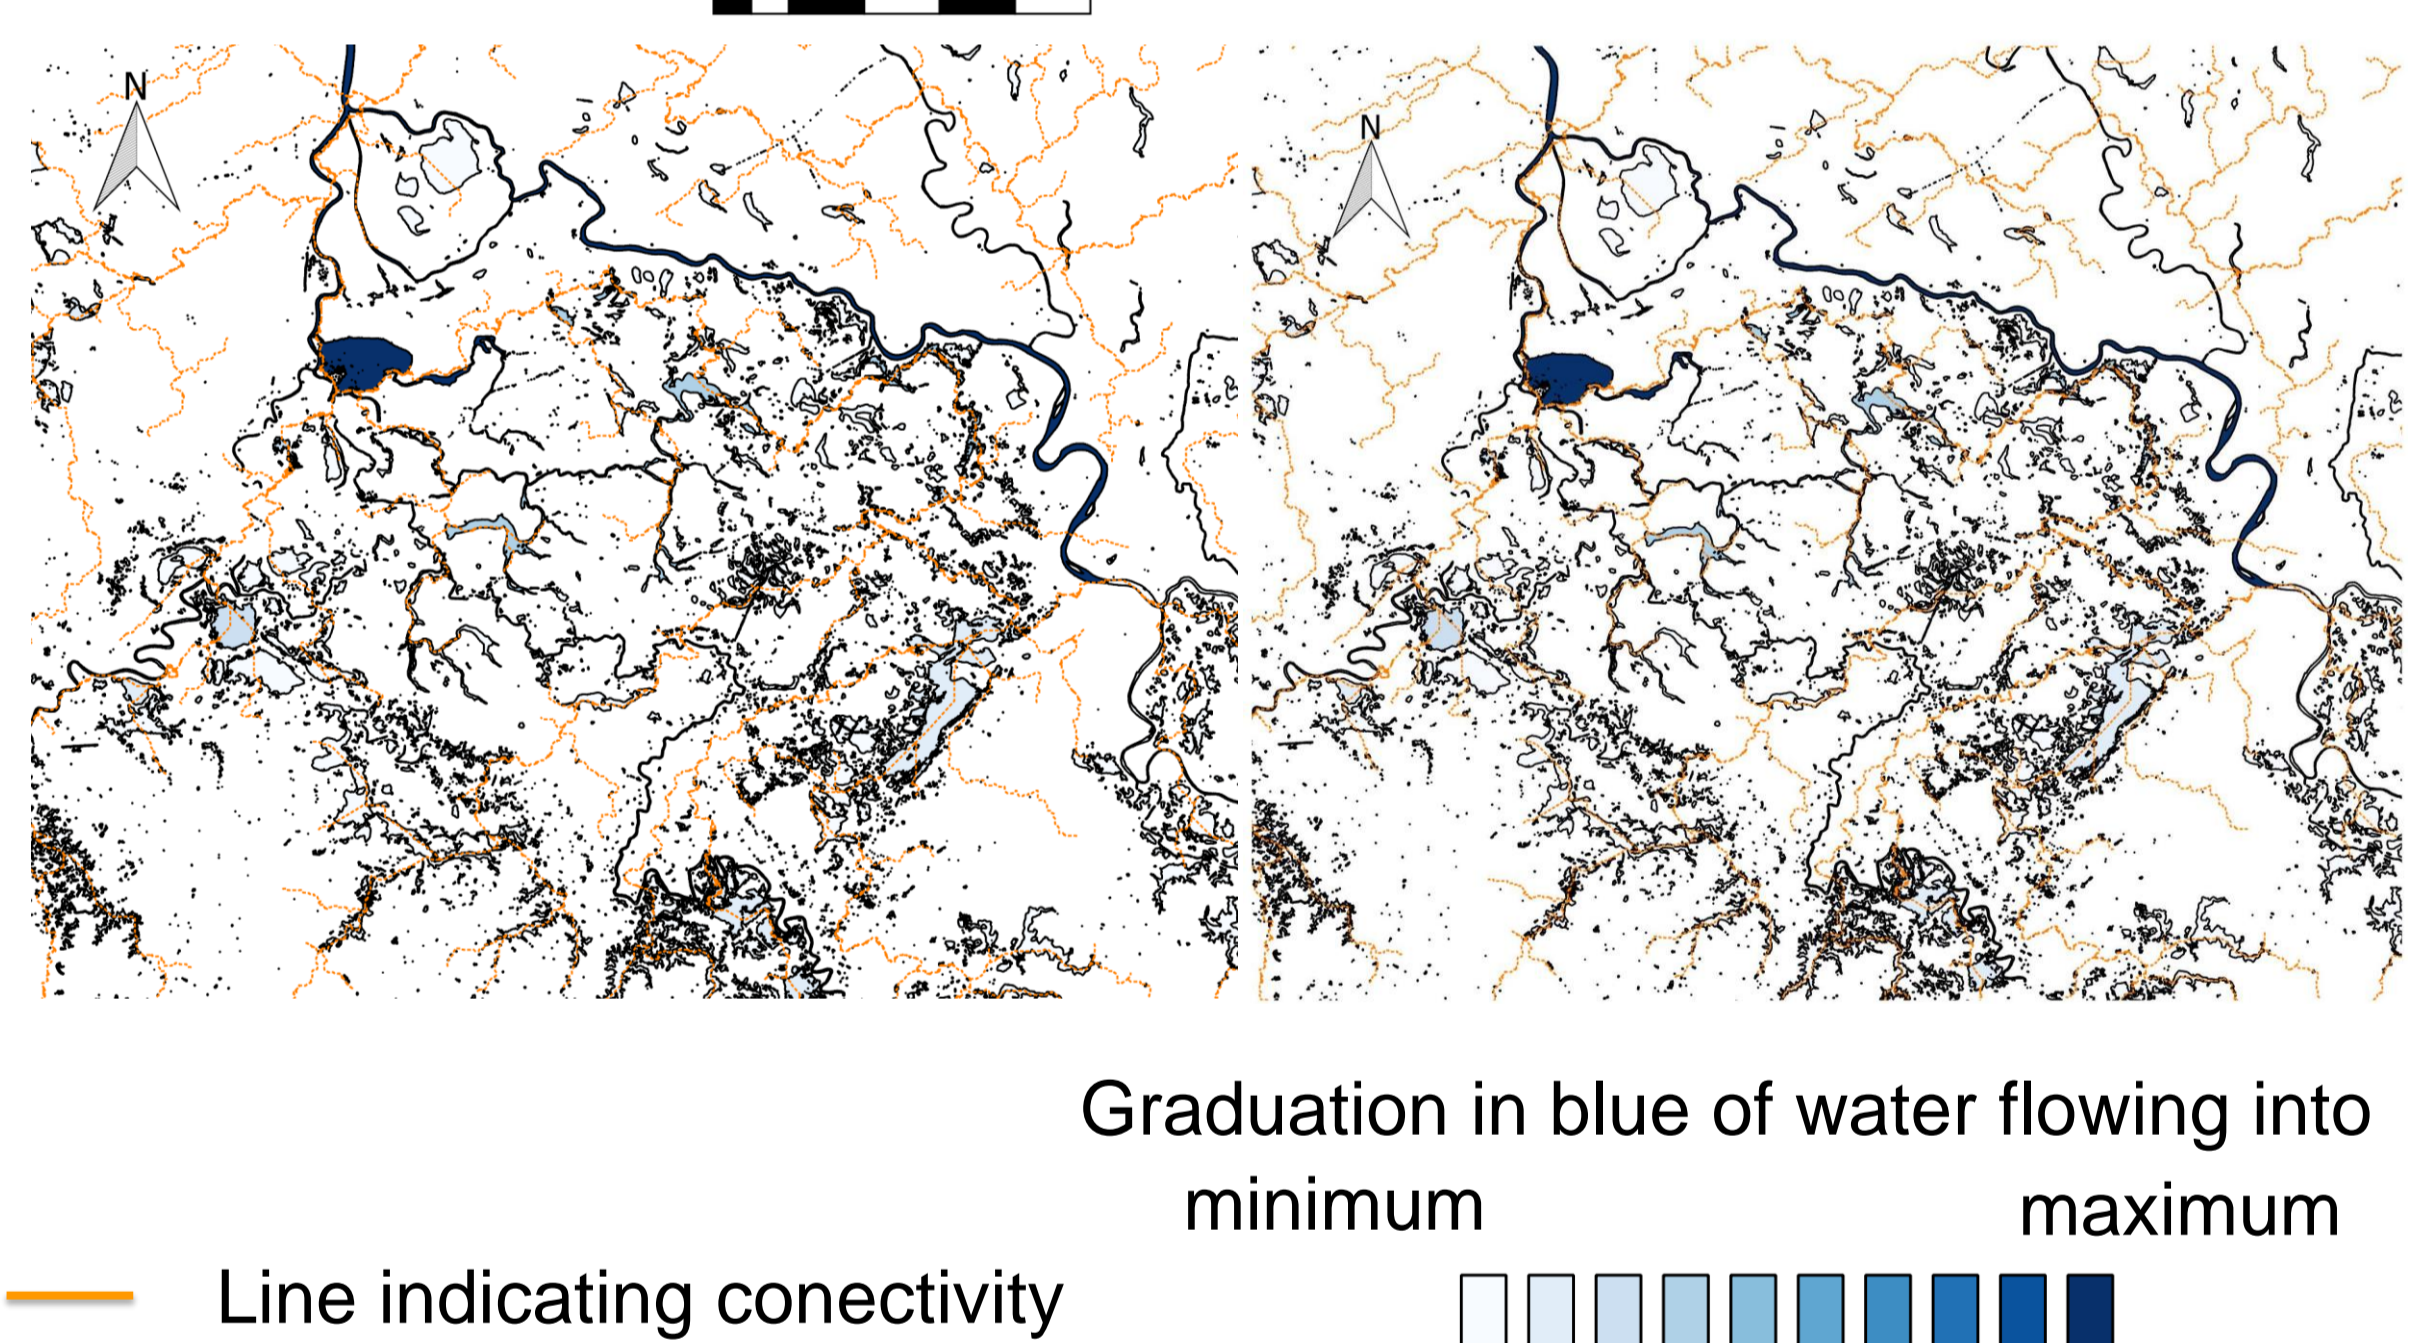 N
N
Graduation in blue of water flowing into
minimum
maximum
Line indicating conectivity